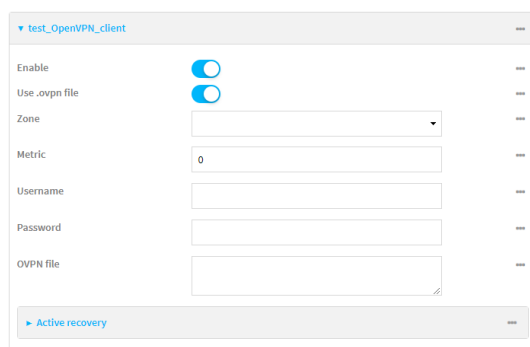 test_OpenVPN_client
Enable
Use .ovpn file
Zone
Metric
0
Username
Password
OVPN file
Active recovery